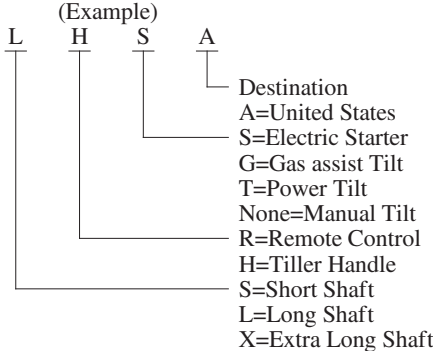 (Example)
L H S A
Destination
A=United States
S=Electric Starter
G=Gas assist Tilt
T=Power Tilt
None=Manual Tilt
R=Remote Control
H=Tiller Handle
S=Short Shaft
L=Long Shaft
X=Extra Long Shaft